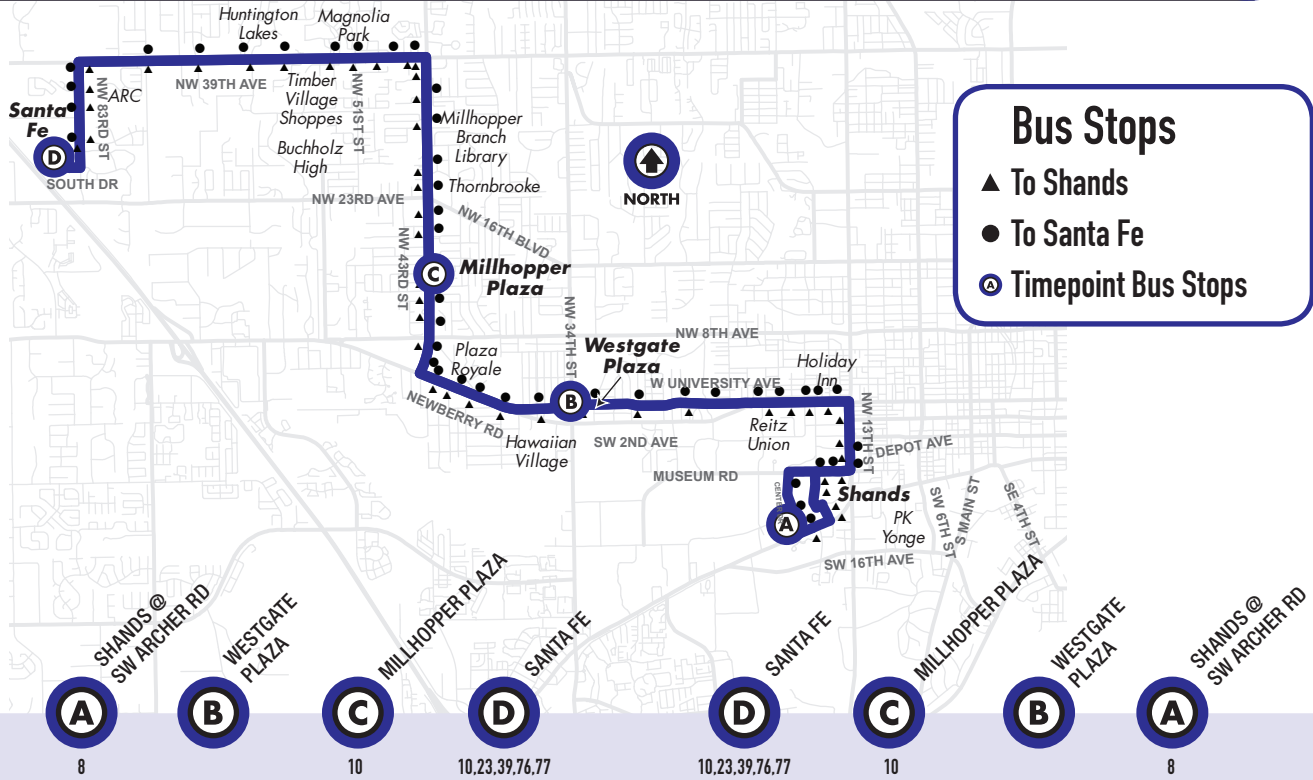 Huntington
Lakes
Magnolia
Park
NW 39TH AVE
Timber
Village
Shoppes
NW 51ST ST
Buchholz
High
ARC
NW 83RD ST
Santa
Fe
D
SOUTH DR
Millhopper
Branch
Library
Thornbrooke
NW 23RD AVE
NW 16TH BLVD
NW 43RD ST
C
Millhopper
Plaza
NORTH
Bus Stops
To Shands
To Santa Fe
A
Timepoint Bus Stops
NW 34TH ST
NW 8TH AVE
Plaza
Royale
Westgate
Plaza
W UNIVERSITY AVE
Holiday
Inn
B
NEWBERRY RD
Hawaiian
Village
SW 2ND AVE
Reitz
Union
NW 13TH ST
DEPOT AVE
MUSEUM RD
Shands
A
PK
Yonge
SW 6TH ST
S MAIN ST
SE 4TH ST
SW 16TH AVE
SHANDS @
SW ARCHER RD
WESTGATE
PLAZA
MILLHOPPER PLAZA
SANTA FE
SANTA FE
MILLHOPPER PLAZA
WESTGATE
PLAZA
SHANDS @
SW ARCHER RD
A
B
C
D
D
C
B
A
8
10
10,23,39,76,77
10,23,39,76,77
10
8